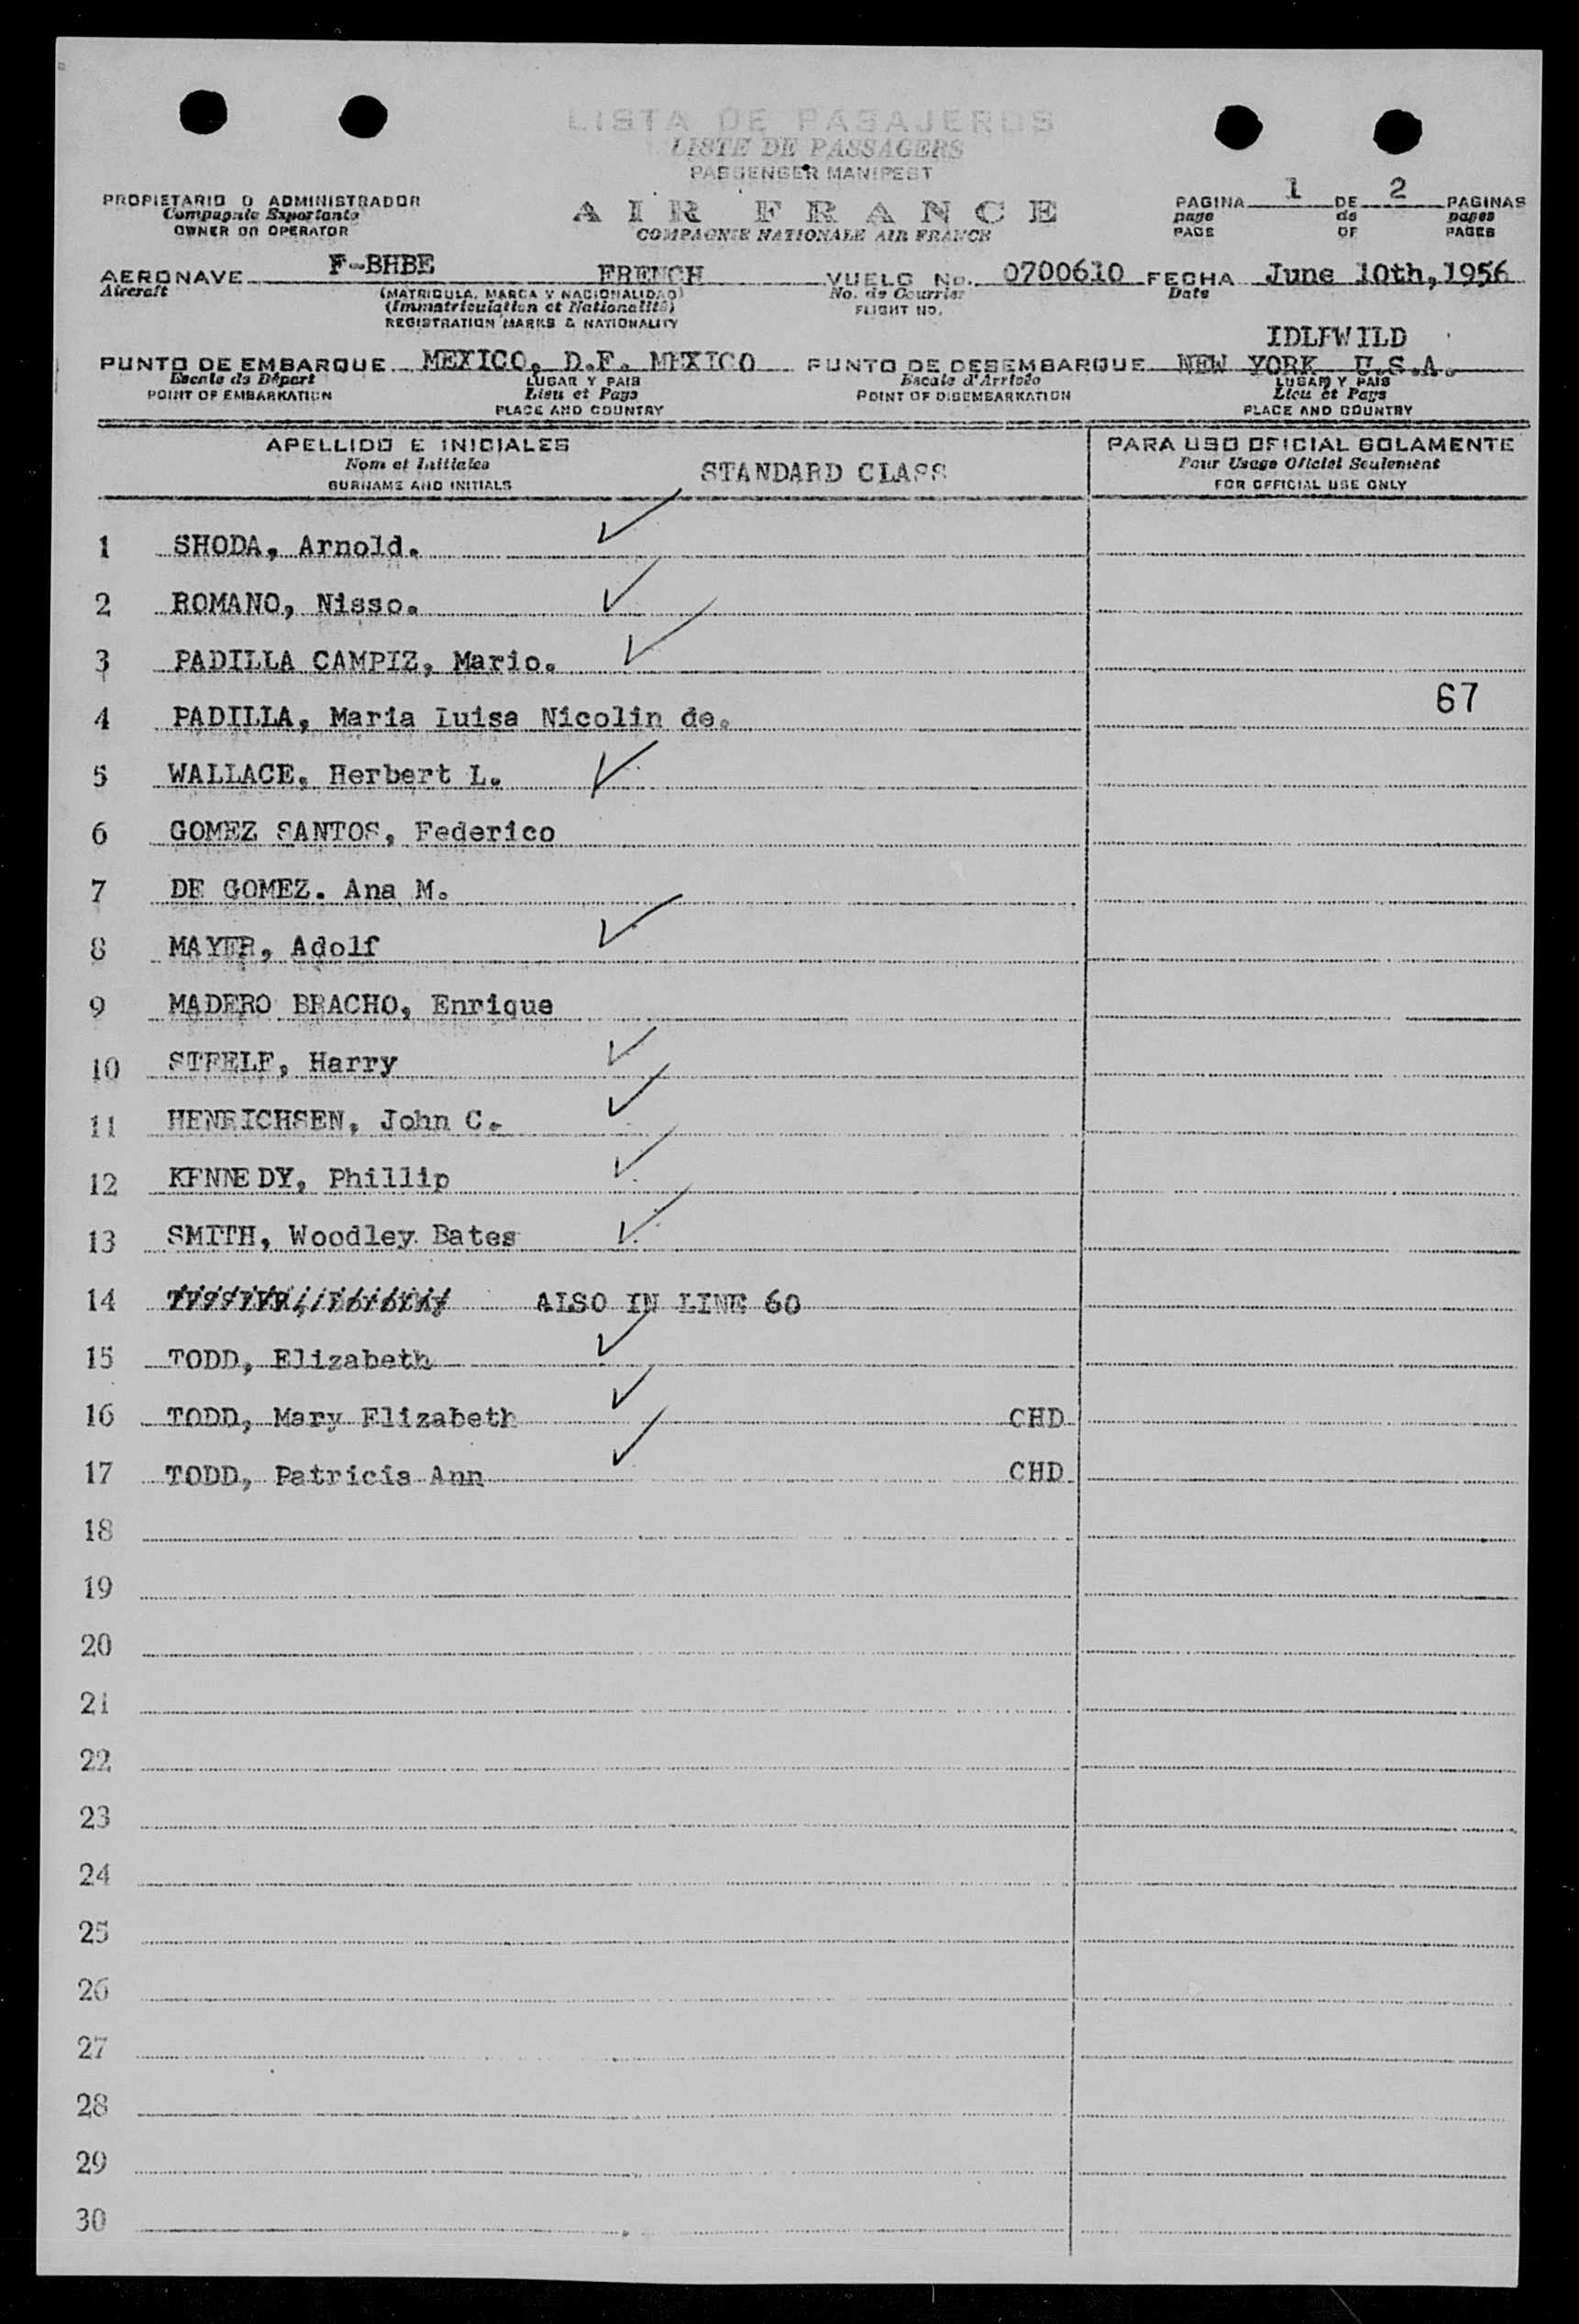 LISTA DE PASAJEROS
LISTE DE PASSAGERS
PASSENGER MANIFEST
PROPIETARIO O ADMINISTRADOR
Compagnie Exportante
OWNER OR OPERATOR
AIR FRANCE
COMPAGNIE NATIONALE AIR FRANCE
PAGINA 1 DE 2 PAGINAS
page de pages
PAGE OF PAGES
AERONAVE F-BHBE FRENCH VUELO No. 0700610 FECHA June 10th, 1956
Aircraft (MATRICULA, MARCA Y NACIONALIDAD) No. de Courrier Date
(Immatriculation et Nationalité) FLIGHT NO.
REGISTRATION MARKS & NATIONALITY
IDLFWILD
PUNTO DE EMBARQUE MEXICO, D.F. MEXICO PUNTO DE DESEMBARQUE NEW YORK U.S.A.
Escale de Départ LUGAR Y PAIS Escale d'Arrivée LUGAR Y PAIS
POINT OF EMBARKATION Lieu et Pays POINT OF DISEMBARKATION Lieu et Pays
PLACE AND COUNTRY PLACE AND COUNTRY
APELLIDO E INICIALES PARA USO OFICIAL SOLAMENTE
Nom et Initiales STANDARD CLASS Pour Usage Officiel Seulement
SURNAME AND INITIALS FOR OFFICIAL USE ONLY
1 SHODA, Arnold.
2 ROMANO, Nisso.
3 PADILLA CAMPIZ, Mario.
4 PADILLA, Maria Luisa Nicolin de. 67
5 WALLACE, Herbert L.
6 GOMEZ SANTOS, Federico
7 DE GOMEZ. Ana M.
8 MAYER, Adolf
9 MADERO BRACHO, Enrique
10 STEELE, Harry
11 HENRICHSEN, John C.
12 KENNEDY, Phillip
13 SMITH, Woodley Bates
14 ALSO IN LINE 60
15 TODD, Elizabeth
16 TODD, Mary Elizabeth CHD
17 TODD, Patricia Ann CHD
18
19
20
21
22
23
24
25
26
27
28
29
30